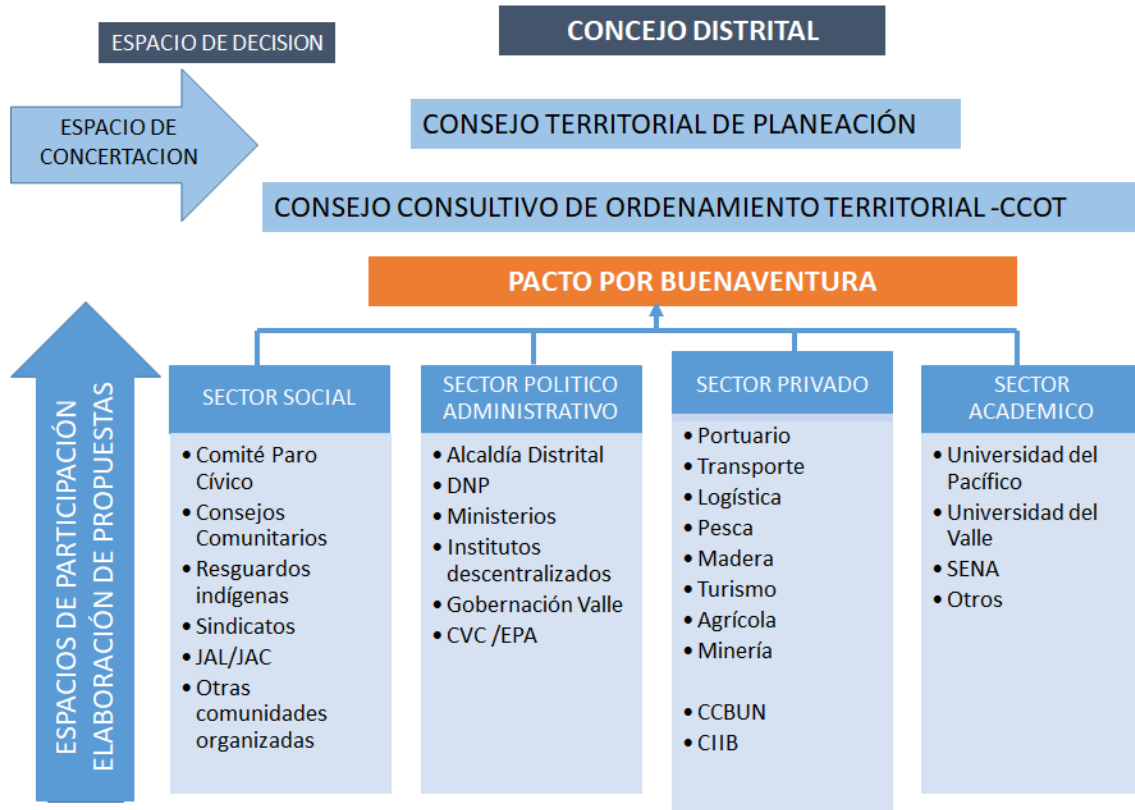 ESPACIO DE DECISION
CONCEJO DISTRITAL
ESPACIO DE
CONCERTACION
CONSEJO TERRITORIAL DE PLANEACIÓN
CONSEJO CONSULTIVO DE ORDENAMIENTO TERRITORIAL -CCOT
PACTO POR BUENAVENTURA
ESPACIOS DE PARTICIPACIÓN
ELABORACIÓN DE PROPUESTAS
SECTOR SOCIAL
• Comité Paro
Cívico
• Consejos
Comunitarios
• Resguardos
indígenas
• Sindicatos
• JAL/JAC
• Otras
comunidades
organizadas
SECTOR POLITICO
ADMINISTRATIVO
• Alcaldía Distrital
• DNP
• Ministerios
• Institutos
descentralizados
• Gobernación Valle
• CVC /EPA
SECTOR PRIVADO
• Portuario
• Transporte
• Logística
• Pesca
• Madera
• Turismo
• Agrícola
• Minería
• CCBUN
• CIIB
SECTOR
ACADEMICO
• Universidad del
Pacífico
• Universidad del
Valle
• SENA
• Otros